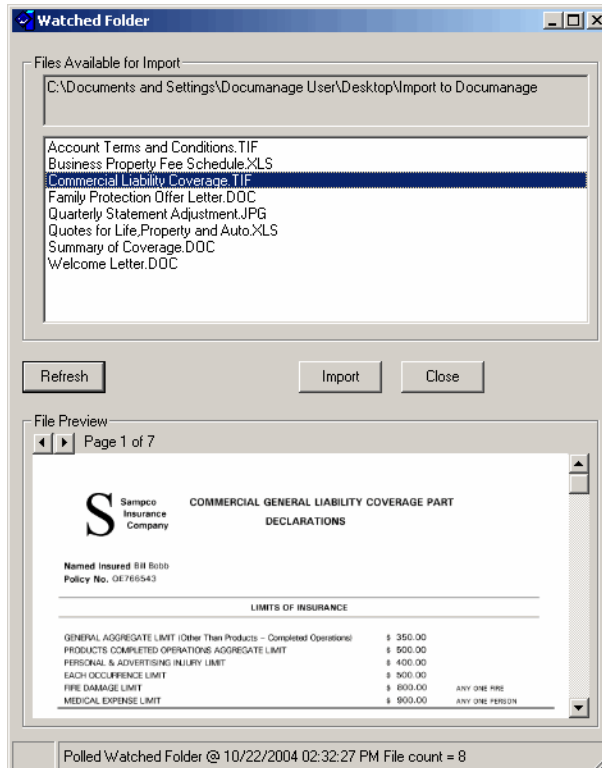 Watched Folder
Files Available for Import
C:\Documents and Settings\Documanage User\Desktop\Import to Documanage
Account Terms and Conditions.TIF
Business Property Fee Schedule.XLS
Commercial Liability Coverage.TIF
Family Protection Offer Letter.DOC
Quarterly Statement Adjustment.JPG
Quotes for Life,Property and Auto.XLS
Summary of Coverage.DOC
Welcome Letter.DOC
Refresh Import Close
File Preview
Page 1 of 7
S Sampco Insurance Company
COMMERCIAL GENERAL LIABILITY COVERAGE PART
DECLARATIONS
Named Insured Bill Bobb
Policy No. OE766543
LIMITS OF INSURANCE
GENERAL AGGREGATE LIMIT (Other Than Products – Completed Operations) $ 350.00
PRODUCTS COMPLETED OPERATIONS AGGREGATE LIMIT $ 500.00
PERSONAL & ADVERTISING INJURY LIMIT $ 400.00
EACH OCCURRENCE LIMIT $ 500.00
FIRE DAMAGE LIMIT $ 800.00 ANY ONE FIRE
MEDICAL EXPENSE LIMIT $ 900.00 ANY ONE PERSON
Polled Watched Folder @ 10/22/2004 02:32:27 PM File count = 8